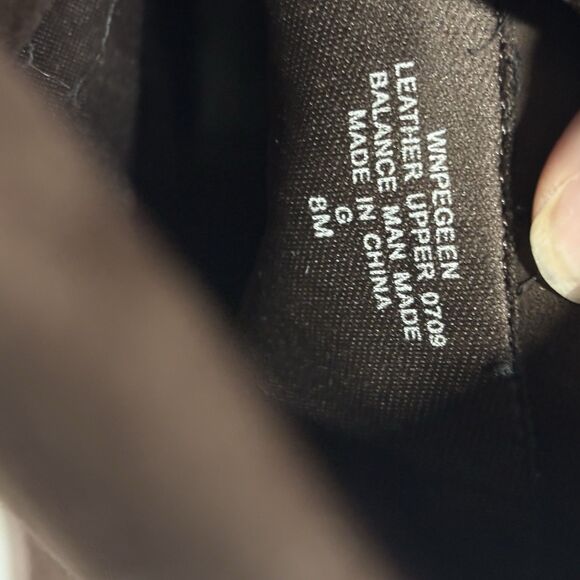 WNPEGEEN
LEATHER UPPER 0709
BALANCE MAN MADE
MADE IN CHINA
G
8M